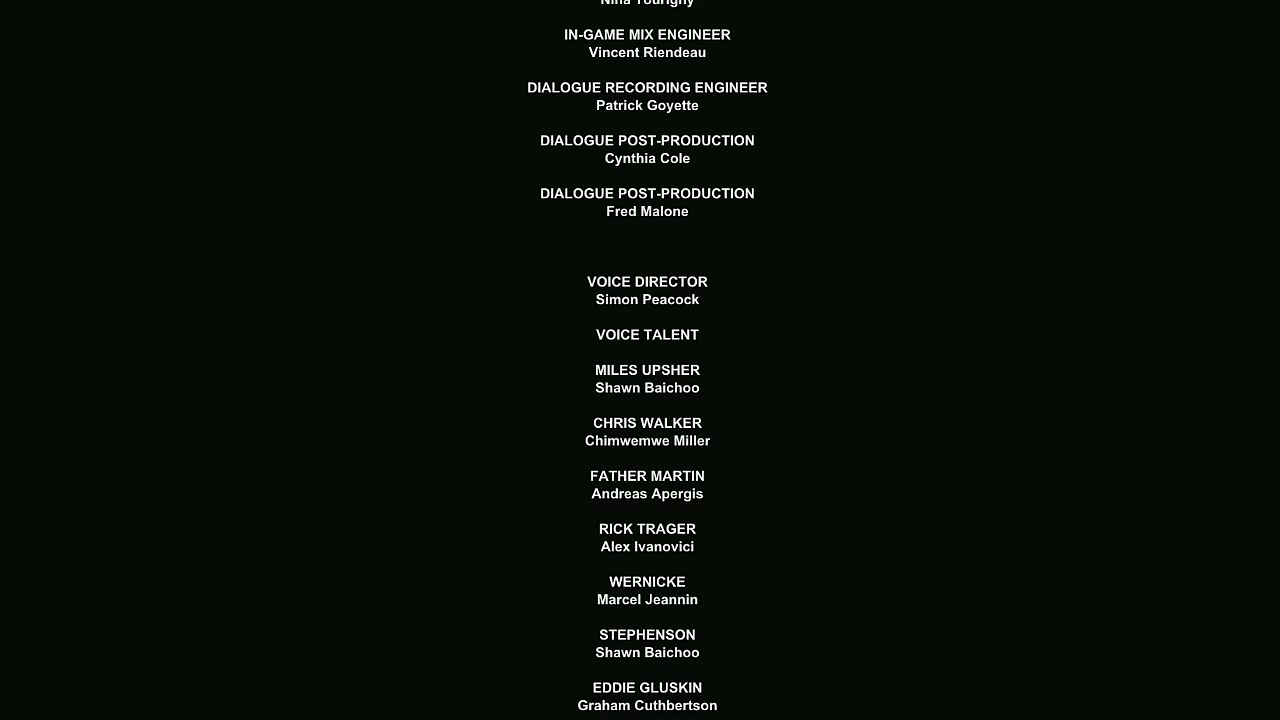 Nina Tourigny
IN-GAME MIX ENGINEER
Vincent Riendeau
DIALOGUE RECORDING ENGINEER
Patrick Goyette
DIALOGUE POST-PRODUCTION
Cynthia Cole
DIALOGUE POST-PRODUCTION
Fred Malone
VOICE DIRECTOR
Simon Peacock
VOICE TALENT
MILES UPSHER
Shawn Baichoo
CHRIS WALKER
Chimwemwe Miller
FATHER MARTIN
Andreas Apergis
RICK TRAGER
Alex Ivanovici
WERNICKE
Marcel Jeannin
STEPHENSON
Shawn Baichoo
EDDIE GLUSKIN
Graham Cuthbertson